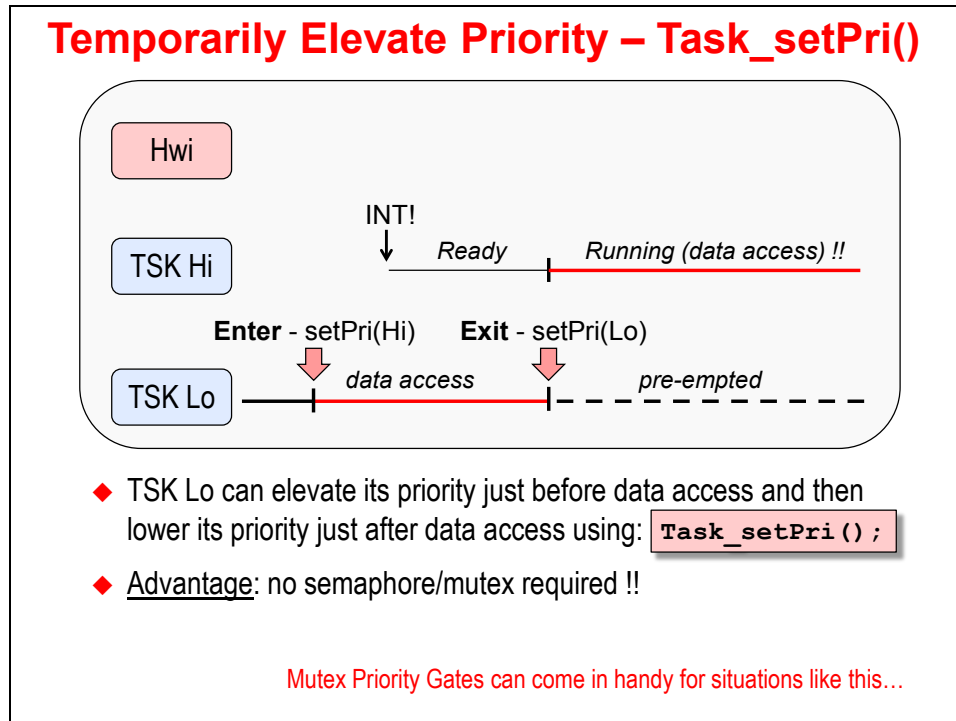 Temporarily Elevate Priority – Task_setPri()
Hwi
INT!
TSK Hi
Ready
Running (data access) !!
Enter - setPri(Hi)
Exit - setPri(Lo)
TSK Lo
data access
pre-empted
TSK Lo can elevate its priority just before data access and then
lower its priority just after data access using: Task_setPri();
Advantage: no semaphore/mutex required !!
Mutex Priority Gates can come in handy for situations like this…